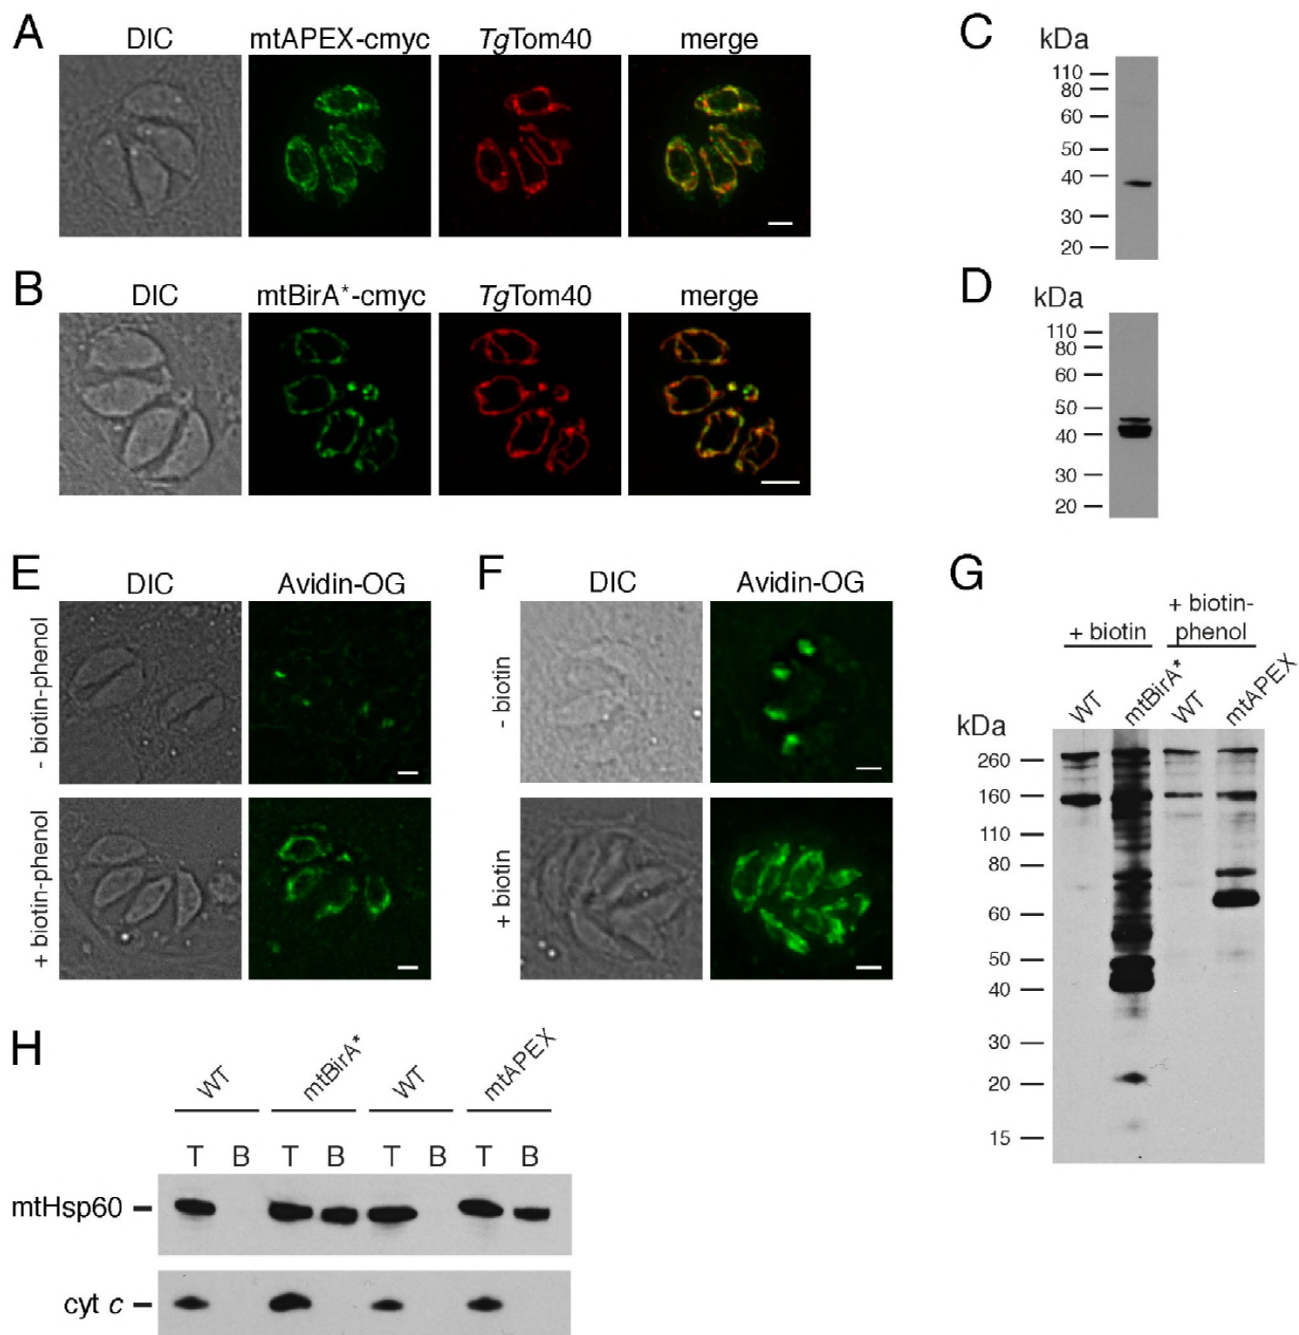 A
DIC mtAPEX-cmyc TgTom40 merge
C
kDa
110
80
60
50
40
30
20
B
DIC mtBirA*-cmyc TgTom40 merge
D
kDa
110
80
60
50
40
30
20
E
DIC Avidin-OG
- biotin-phenol
+ biotin-phenol
F
DIC Avidin-OG
- biotin
+ biotin
G
+ biotin
+ biotin-
phenol
WT mtBirA* WT mtAPEX
kDa
260
160
110
80
60
50
40
30
20
15
H
WT mtBirA* WT mtAPEX
T B T B T B T B
mtHsp60
cyt c